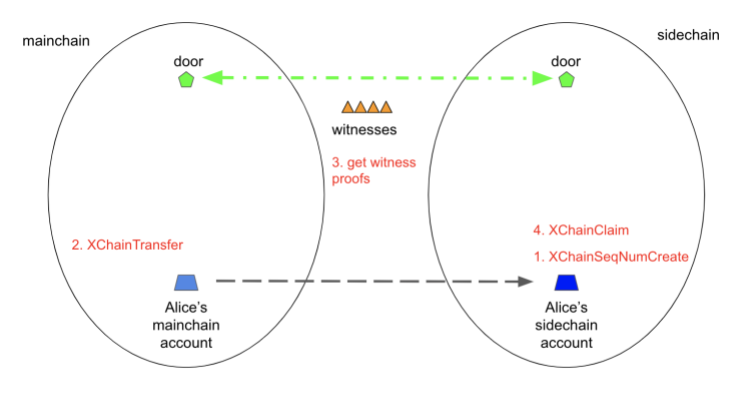 mainchain
sidechain
door
door
witnesses
3. get witness
proofs
2. XChainTransfer
4. XChainClaim
1. XChainSeqNumCreate
Alice's
mainchain
account
Alice's
sidechain
account